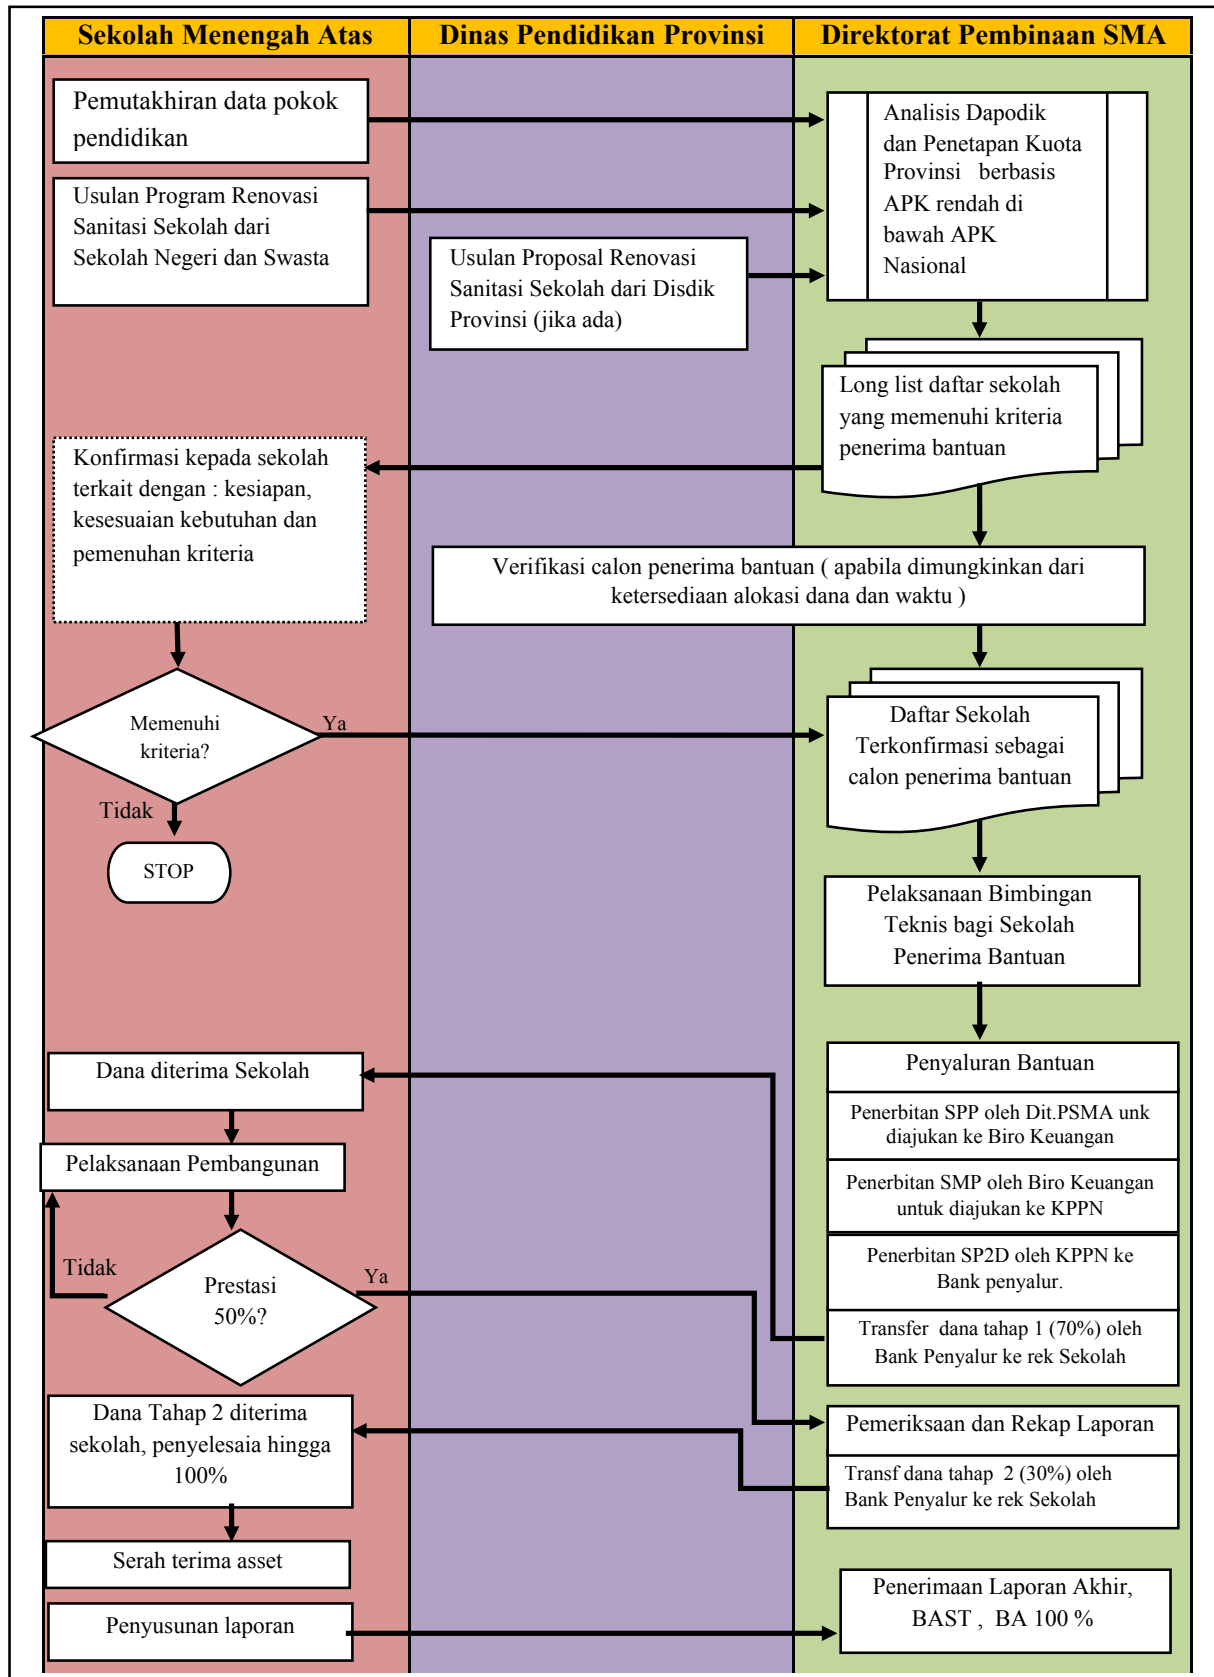 Sekolah Menengah Atas
Dinas Pendidikan Provinsi
Direktorat Pembinaan SMA
Pemutakhiran data pokok
pendidikan
Analisis Dapodik
dan Penetapan Kuota
Provinsi berbasis
APK rendah di
bawah APK
Nasional
Usulan Program Renovasi
Sanitasi Sekolah dari
Sekolah Negeri dan Swasta
Usulan Proposal Renovasi
Sanitasi Sekolah dari Disdik
Provinsi (jika ada)
Long list daftar sekolah
yang memenuhi kriteria
penerima bantuan
Konfirmasi kepada sekolah
terkait dengan : kesiapan,
kesesuaian kebutuhan dan
pemenuhan kriteria
Verifikasi calon penerima bantuan ( apabila dimungkinkan dari
ketersediaan alokasi dana dan waktu )
Memenuhi
kriteria?
Ya
Tidak
STOP
Daftar Sekolah
Terkonfirmasi sebagai
calon penerima bantuan
Pelaksanaan Bimbingan
Teknis bagi Sekolah
Penerima Bantuan
Penyaluran Bantuan
Penerbitan SPP oleh Dit.PSMA unk
diajukan ke Biro Keuangan
Penerbitan SMP oleh Biro Keuangan
untuk diajukan ke KPPN
Penerbitan SP2D oleh KPPN ke
Bank penyalur.
Transfer dana tahap 1 (70%) oleh
Bank Penyalur ke rek Sekolah
Dana diterima Sekolah
Pelaksanaan Pembangunan
Tidak
Prestasi
50%?
Ya
Pemeriksaan dan Rekap Laporan
Transf dana tahap 2 (30%) oleh
Bank Penyalur ke rek Sekolah
Dana Tahap 2 diterima
sekolah, penyelesaia hingga
100%
Serah terima asset
Penyusunan laporan
Penerimaan Laporan Akhir,
BAST , BA 100 %